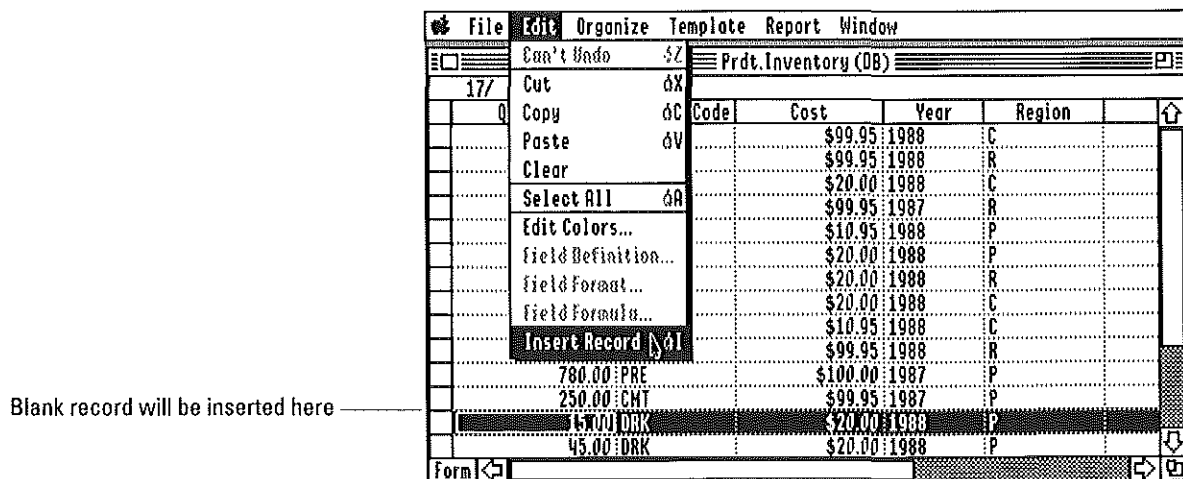 File Edit Organize Template Report Window
Can't Undo Z
Prdt.Inventory (DB)
17/
Cut X
Q Copy C Code Cost Year Region
Paste V
$99.95 1988 C
Clear
$99.95 1988 R
$20.00 1988 C
Select All A
$99.95 1987 R
Edit Colors...
$10.95 1988 P
Field Definition...
$20.00 1988 P
Field Format...
$20.00 1988 R
Field Formula...
$20.00 1988 C
$10.95 1988 C
Insert Record I
$99.95 1988 R
780.00 PRE $100.00 1987 P
250.00 CMT $99.95 1987 P
Blank record will be inserted here
15.00 DRK $20.00 1988 P
45.00 DRK $20.00 1988 P
Form